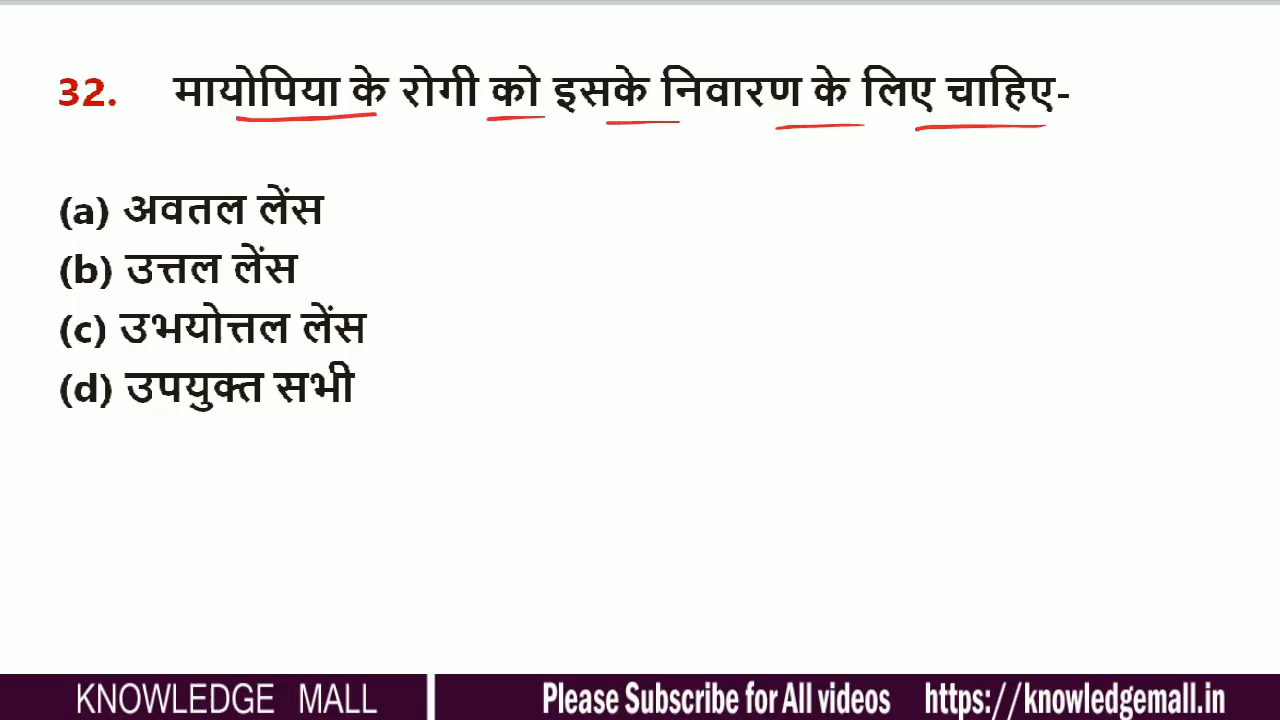 32. मायोपिया के रोगी को इसके निवारण के लिए चाहिए-
(a) अवतल लेंस
(b) उत्तल लेंस
(c) उभयोत्तल लेंस
(d) उपयुक्त सभी
KNOWLEDGE MALL Please Subscribe for All videos https://knowledgemall.in